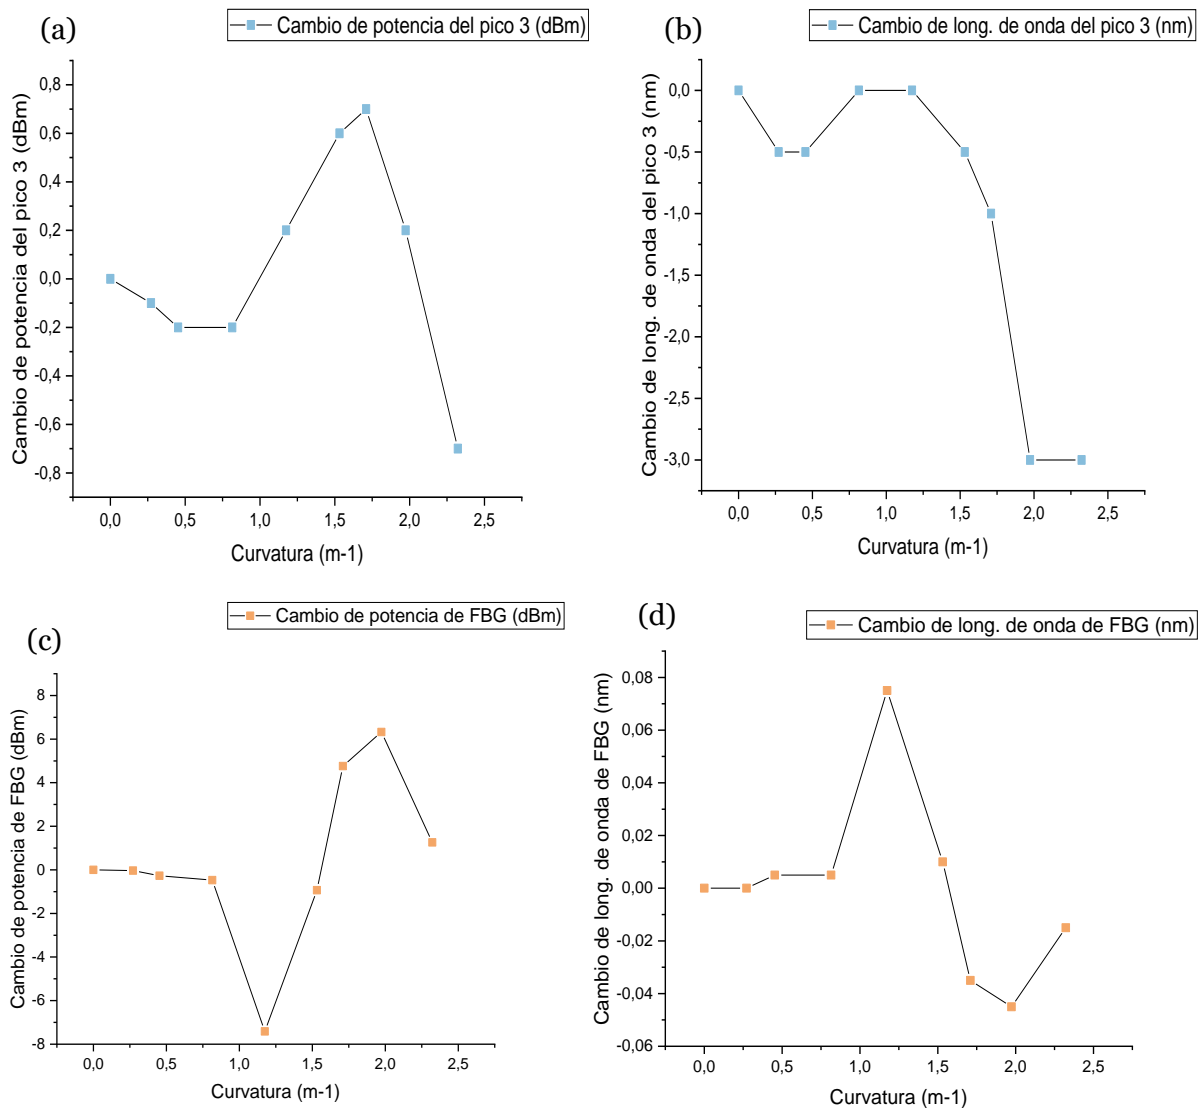 (a)
Cambio de potencia del pico 3 (dBm)
Cambio de potencia del pico 3 (dBm)
0,8
0,6
0,4
0,2
0,0
-0,2
-0,4
-0,6
-0,8
0,0 0,5 1,0 1,5 2,0 2,5
Curvatura (m-1)
(b)
Cambio de long. de onda del pico 3 (nm)
Cambio de long. de onda del pico 3 (nm)
0,0
-0,5
-1,0
-1,5
-2,0
-2,5
-3,0
0,0 0,5 1,0 1,5 2,0 2,5
Curvatura (m-1)
(c)
Cambio de potencia de FBG (dBm)
Cambio de potencia de FBG (dBm)
8
6
4
2
0
-2
-4
-6
-8
0,0 0,5 1,0 1,5 2,0 2,5
Curvatura (m-1)
(d)
Cambio de long. de onda de FBG (nm)
Cambio de long. de onda de FBG (nm)
0,08
0,06
0,04
0,02
0,00
-0,02
-0,04
-0,06
0,0 0,5 1,0 1,5 2,0 2,5
Curvatura (m-1)